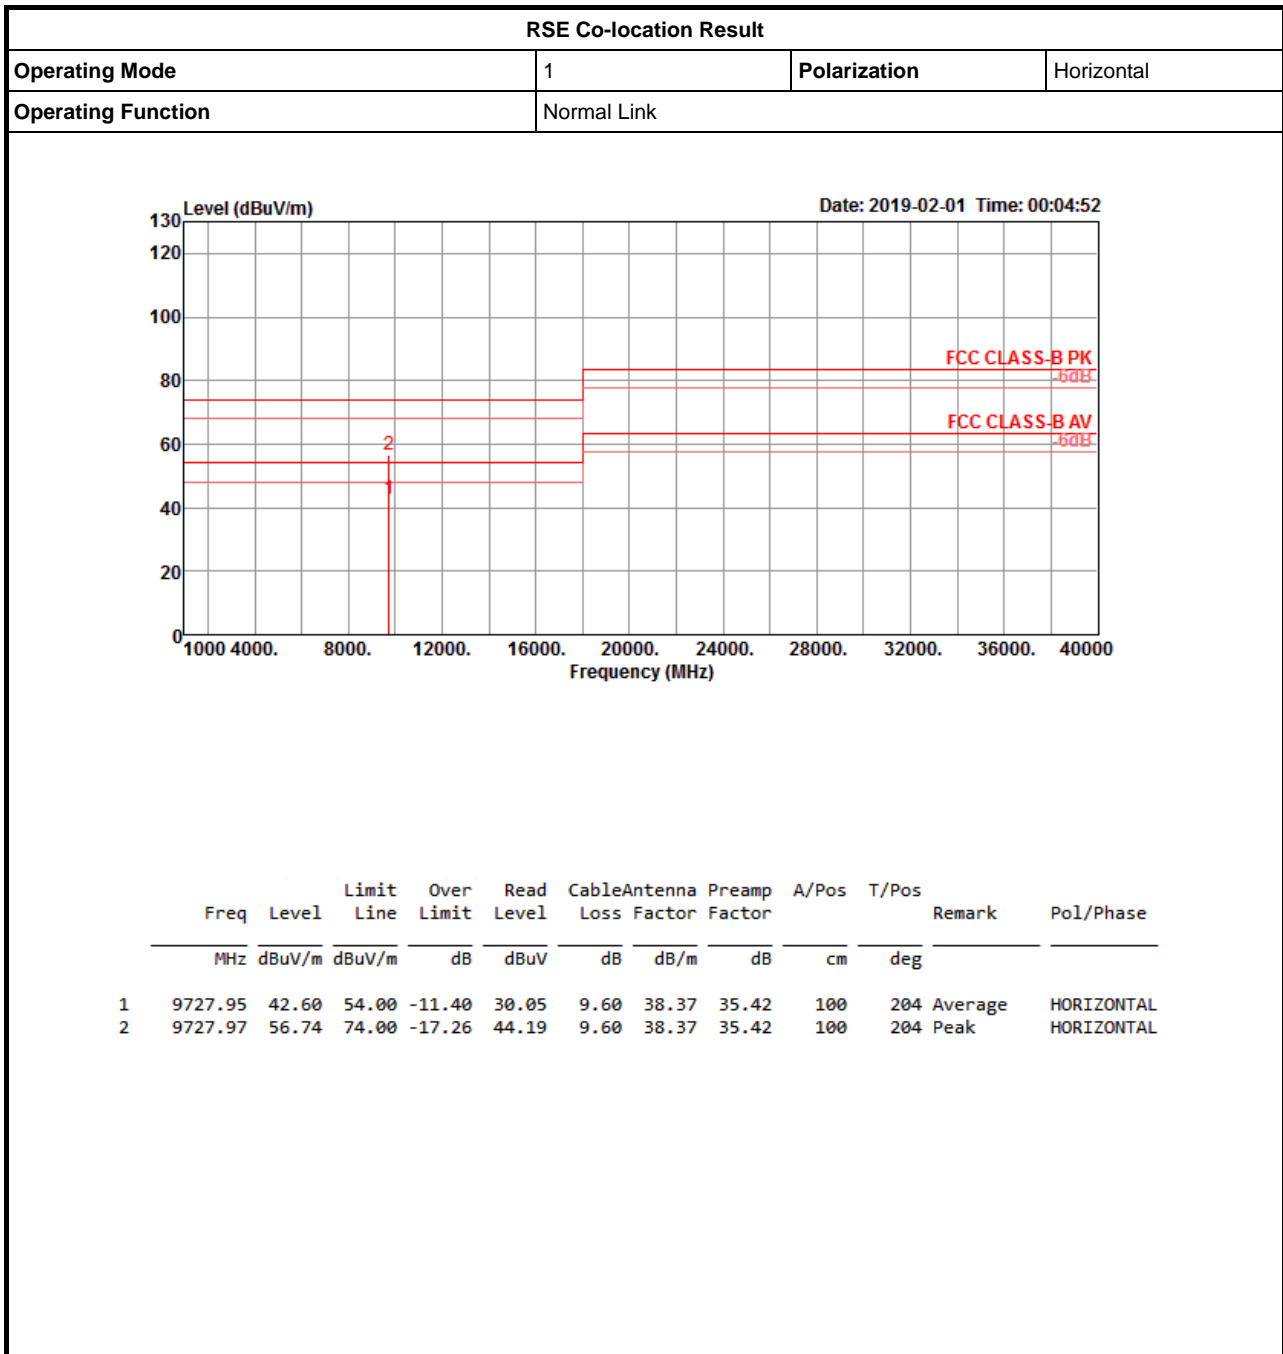 RSE Co-location Result
Operating Mode 1 Polarization Horizontal
Operating Function Normal Link
Level (dBuV/m) Date: 2019-02-01 Time: 00:04:52
130
120
100
FCC CLASS-B PK
80 -6dB
FCC CLASS-B AV
60 2 -6dB
1
40
20
0
1000 4000. 8000. 12000. 16000. 20000. 24000. 28000. 32000. 36000. 40000
Frequency (MHz)
Limit Over Read CableAntenna Preamp A/Pos T/Pos
Freq Level Line Limit Level Loss Factor Factor Remark Pol/Phase
MHz dBuV/m dBuV/m dB dBuV dB dB/m dB cm deg
1 9727.95 42.60 54.00 -11.40 30.05 9.60 38.37 35.42 100 204 Average HORIZONTAL
2 9727.97 56.74 74.00 -17.26 44.19 9.60 38.37 35.42 100 204 Peak HORIZONTAL